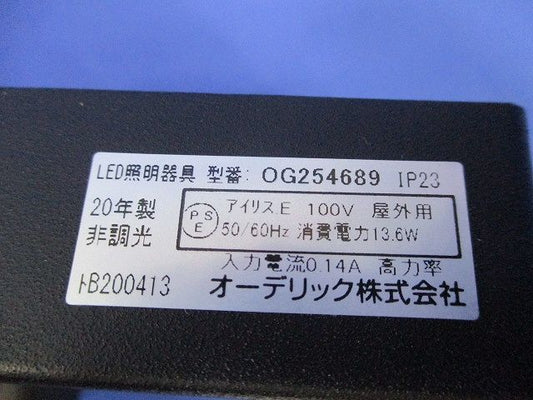 LED照明器具 型番: OG254689 IP23
20年製
非調光
PSE
アイリスE 100V 屋外用
50/60Hz 消費電力13.6W
入力電流0.14A 高力率
トB200413 オーデリック株式会社